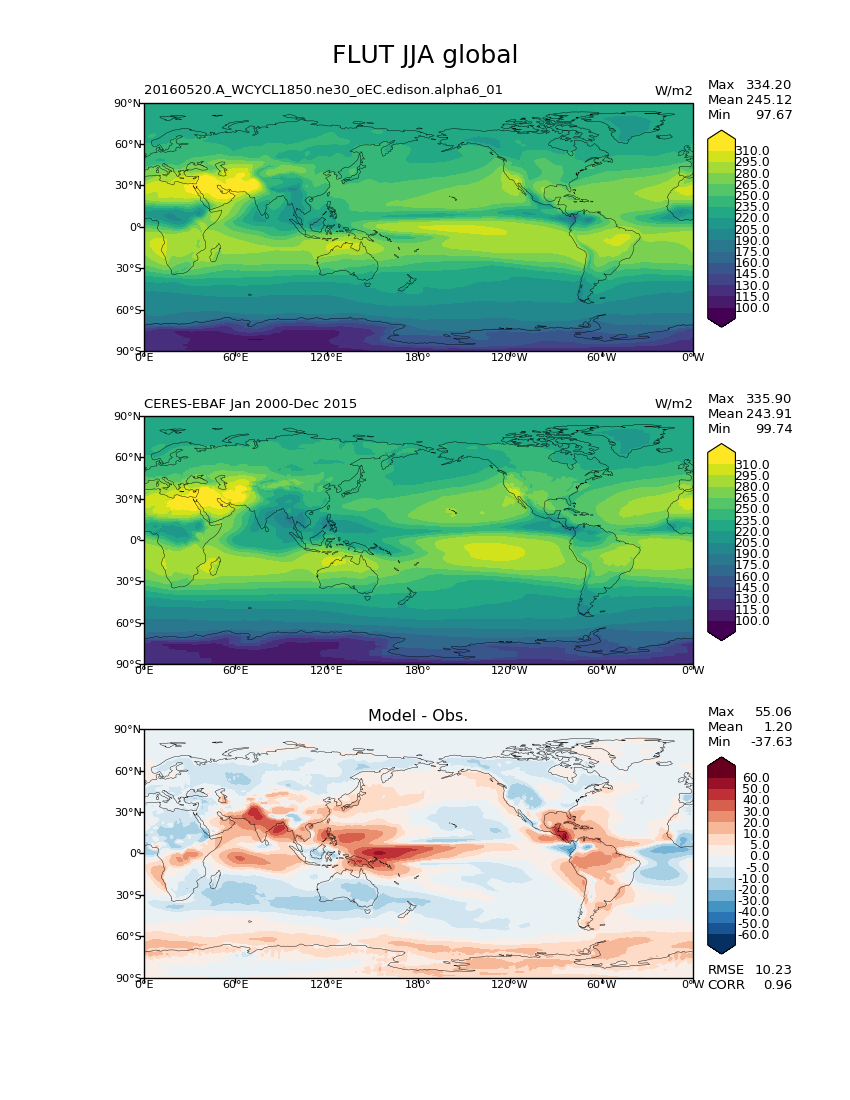 FLUT JJA global
20160520.A_WCYCL1850.ne30_oEC.edison.alpha6_01 W/m2
Max 334.20
Mean 245.12
Min 97.67
90°N
60°N
30°N
0°
30°S
60°S
90°S
0°E 60°E 120°E 180° 120°W 60°W 0°W
310.0
295.0
280.0
265.0
250.0
235.0
220.0
205.0
190.0
175.0
160.0
145.0
130.0
115.0
100.0
CERES-EBAF Jan 2000-Dec 2015 W/m2
Max 335.90
Mean 243.91
Min 99.74
90°N
60°N
30°N
0°
30°S
60°S
90°S
0°E 60°E 120°E 180° 120°W 60°W 0°W
310.0
295.0
280.0
265.0
250.0
235.0
220.0
205.0
190.0
175.0
160.0
145.0
130.0
115.0
100.0
Model - Obs.
Max 55.06
Mean 1.20
Min -37.63
90°N
60°N
30°N
0°
30°S
60°S
90°S
0°E 60°E 120°E 180° 120°W 60°W 0°W
60.0
50.0
40.0
30.0
20.0
10.0
5.0
0.0
-5.0
-10.0
-20.0
-30.0
-40.0
-50.0
-60.0
RMSE 10.23
CORR 0.96